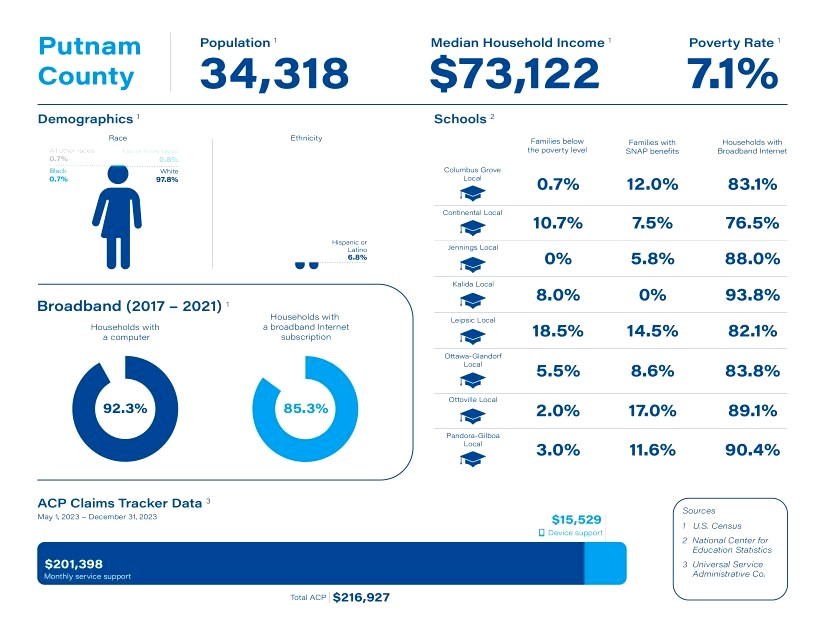 Putnam
County
Population 1
34,318
Median Household Income 1
$73,122
Poverty Rate 1
7.1%
Demographics 1
Race
All other races
0.7%
0.8%
Black
0.7%
White
97.8%
Ethnicity
Hispanic or
Latino
6.8%
Broadband (2017 – 2021) 1
Households with
a computer
92.3%
Households with
a broadband Internet
subscription
85.3%
Schools 2
Families below
the poverty level
Families with
SNAP benefits
Households with
Broadband Internet
Columbus Grove
Local
0.7% 12.0% 83.1%
Continental Local
10.7% 7.5% 76.5%
Jennings Local
0% 5.8% 88.0%
Kalida Local
8.0% 0% 93.8%
Leipsic Local
18.5% 14.5% 82.1%
Ottawa-Glandorf
Local
5.5% 8.6% 83.8%
Ottoville Local
2.0% 17.0% 89.1%
Pandora-Gilboa
Local
3.0% 11.6% 90.4%
ACP Claims Tracker Data 3
May 1, 2023 – December 31, 2023
$15,529
Device support
$201,398
Monthly service support
Total ACP $216,927
Sources
1 U.S. Census
2 National Center for
Education Statistics
3 Universal Service
Administrative Co.